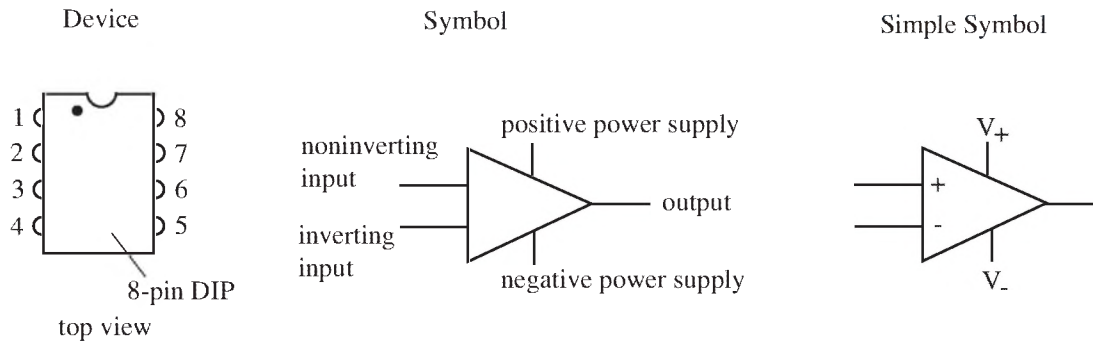 Device
Symbol
Simple Symbol
1
8
2
7
3
6
4
5
8-pin DIP
top view
positive power supply
noninverting
input
output
inverting
input
negative power supply
V+
+
-
V-